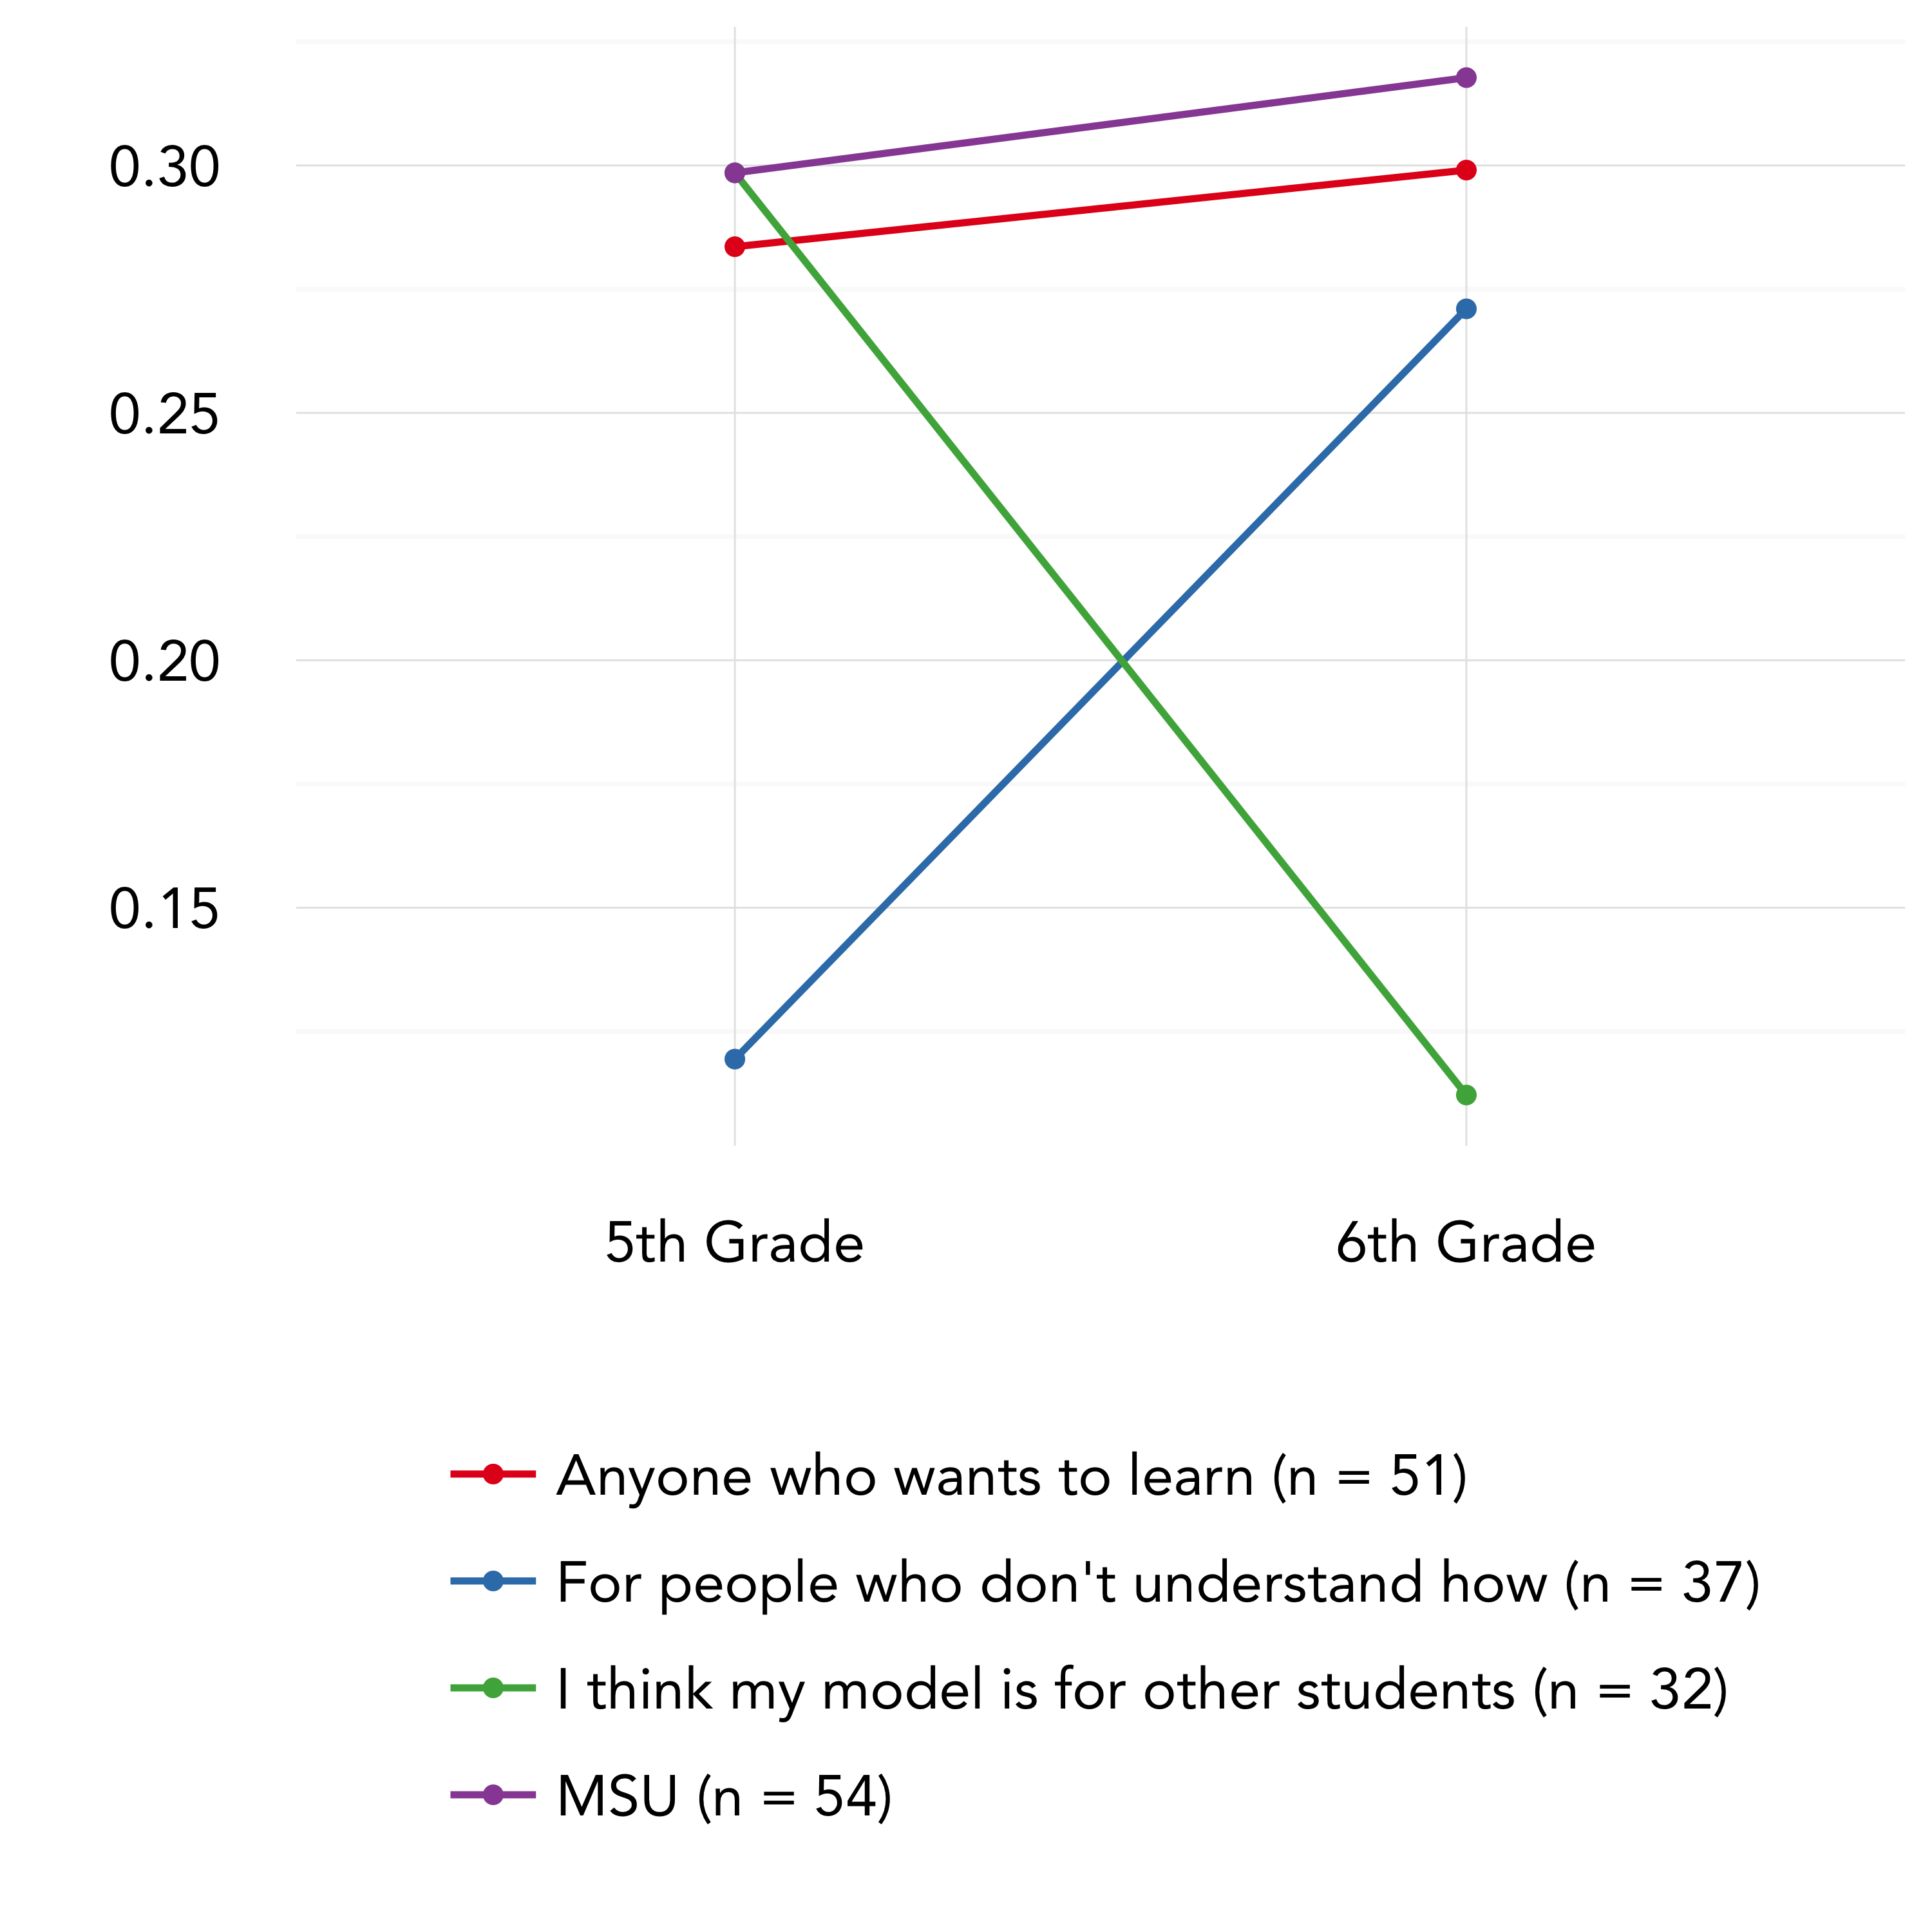 0.30
0.25
0.20
0.15
5th Grade
6th Grade
Anyone who wants to learn (n = 51)
For people who don't understand how (n = 37)
I think my model is for other students (n = 32)
MSU (n = 54)